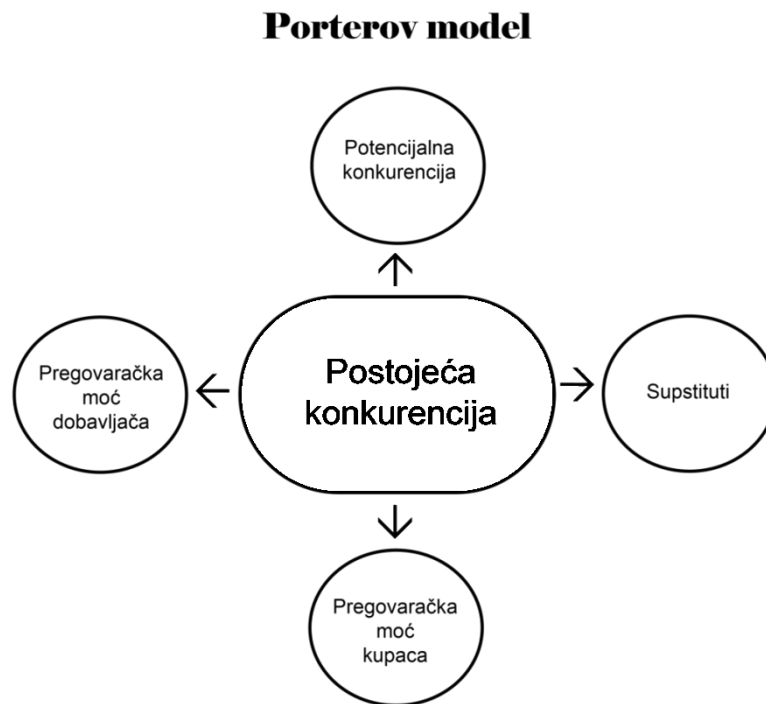 Porterov model
Potencijalna
konkurencija
Pregovaračka
moć
dobavljača
Postojeća
konkurencija
Supstituti
Pregovaračka
moć
kupaca